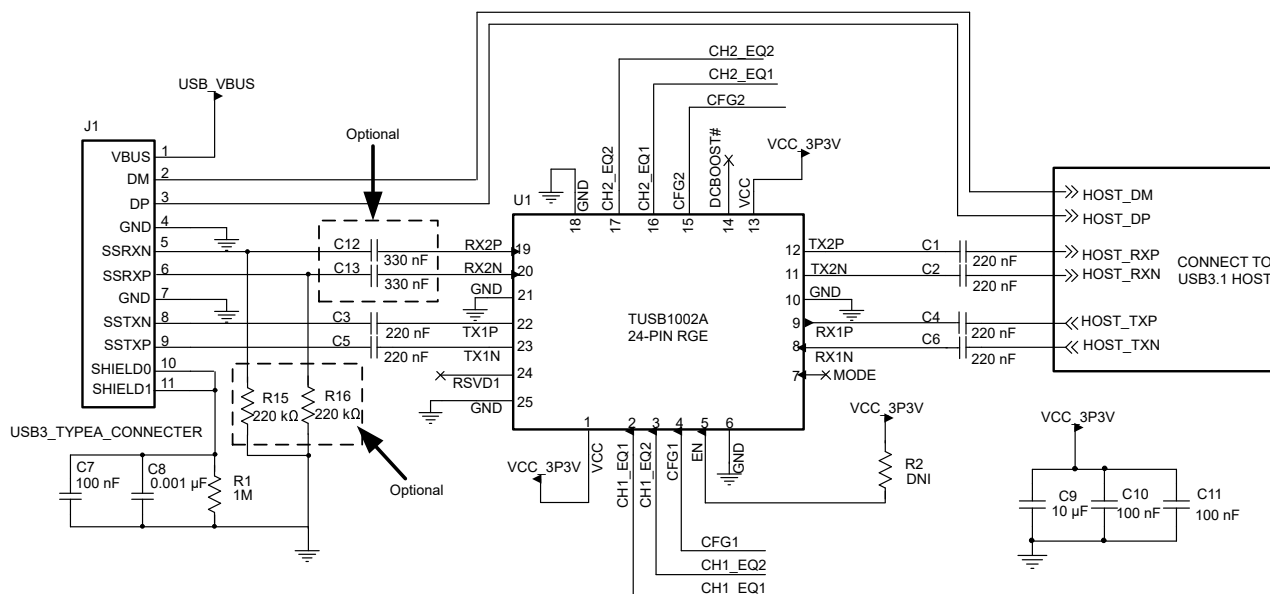 CH2_EQ2
CH2_EQ1
CFG2
USB_VBUS
J1
Optional
VCC_3P3V
VBUS 1
DM 2
DP 3
GND 4
SSRXN 5
SSRXP 6
GND 7
SSTXN 8
SSTXP 9
SHIELD0 10
SHIELD1 11
USB3_TYPEA_CONNECTER
C12
330 nF
C13
330 nF
C3
220 nF
C5
220 nF
R15
220 kΩ
R16
220 kΩ
Optional
C7
100 nF
C8
0.001 µF
R1
1M
U1
GND
CH2_EQ2
CH2_EQ1
CFG2
DCBOOST#
VCC
18
17
16
15
14
13
RX2P
19
RX2N
20
GND
21
22
TX1P
23
TX1N
24
RSVD1
25
GND
TUSB1002A
24-PIN RGE
12
TX2P
11
TX2N
10
GND
9
RX1P
8
RX1N
7
MODE
1
2
3
4
5
6
VCC
CH1_EQ1
CH1_EQ2
CFG1
EN
GND
VCC_3P3V
CFG1
CH1_EQ2
CH1_EQ1
VCC_3P3V
R2
DNI
C1
220 nF
C2
220 nF
C4
220 nF
C6
220 nF
HOST_DM
HOST_DP
HOST_RXP
HOST_RXN
HOST_TXP
HOST_TXN
CONNECT TO
USB3.1 HOST
VCC_3P3V
C9
10 µF
C10
100 nF
C11
100 nF